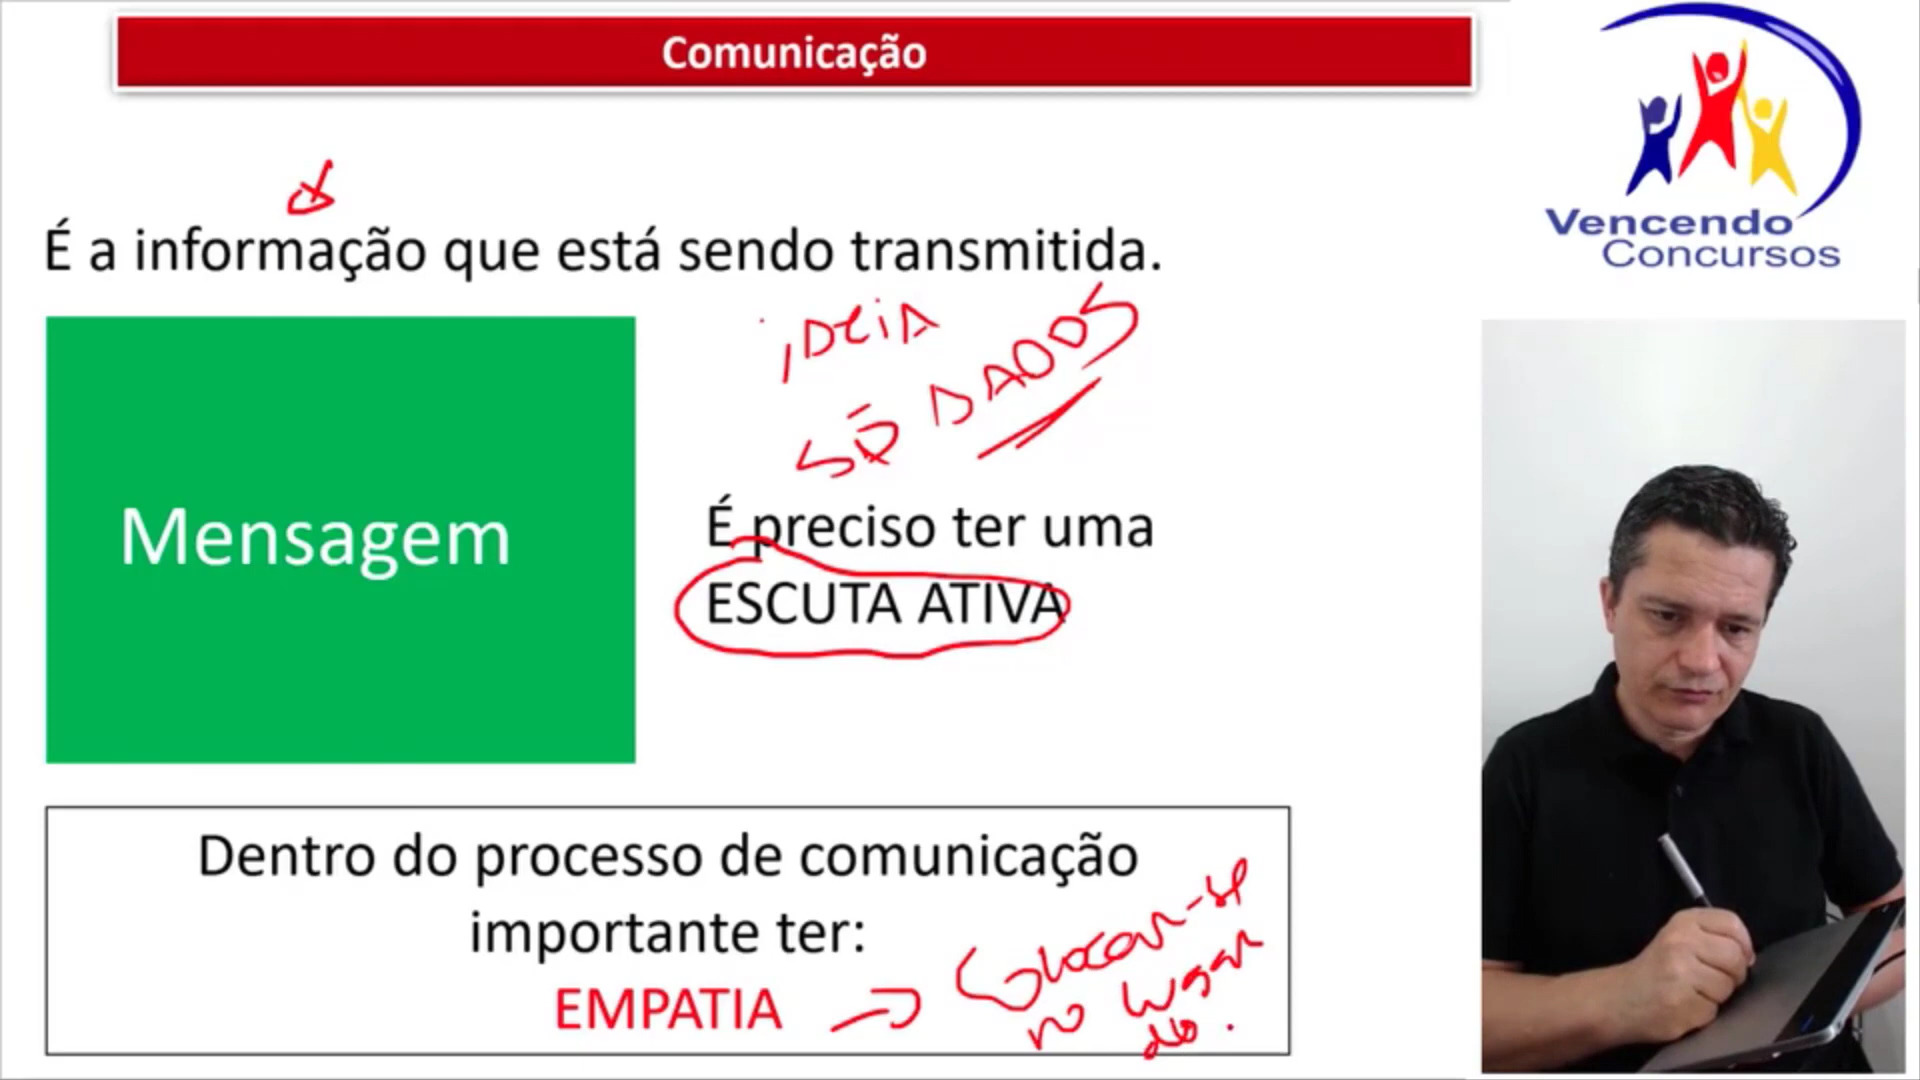 Comunicação
Vencendo
Concursos
É a informação que está sendo transmitida.
iDeiA
SÓ DADOS
Mensagem
É preciso ter uma
ESCUTA ATIVA
Dentro do processo de comunicação
importante ter:
EMPATIA
Colocar-se
no lugar
do